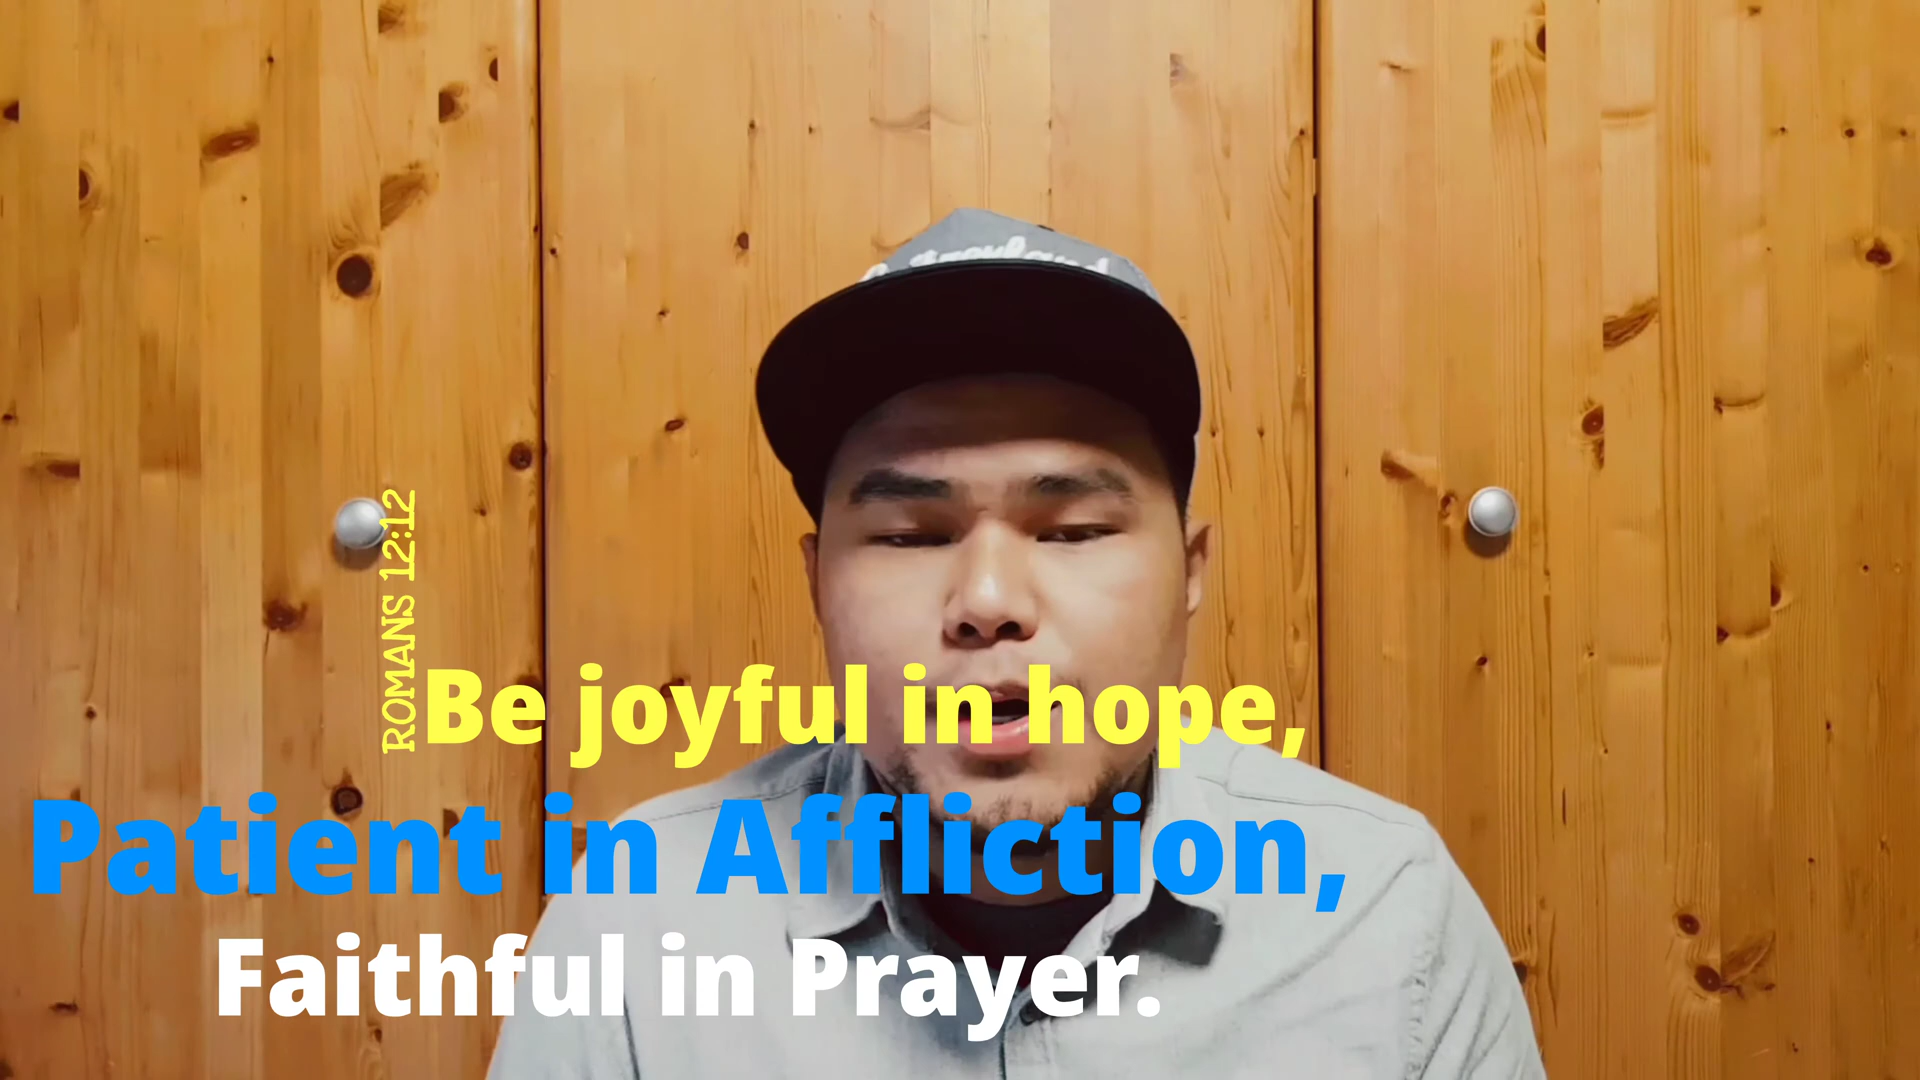 ROMANS 12:12
Be joyful in hope,
Patient in Affliction,
Faithful in Prayer.